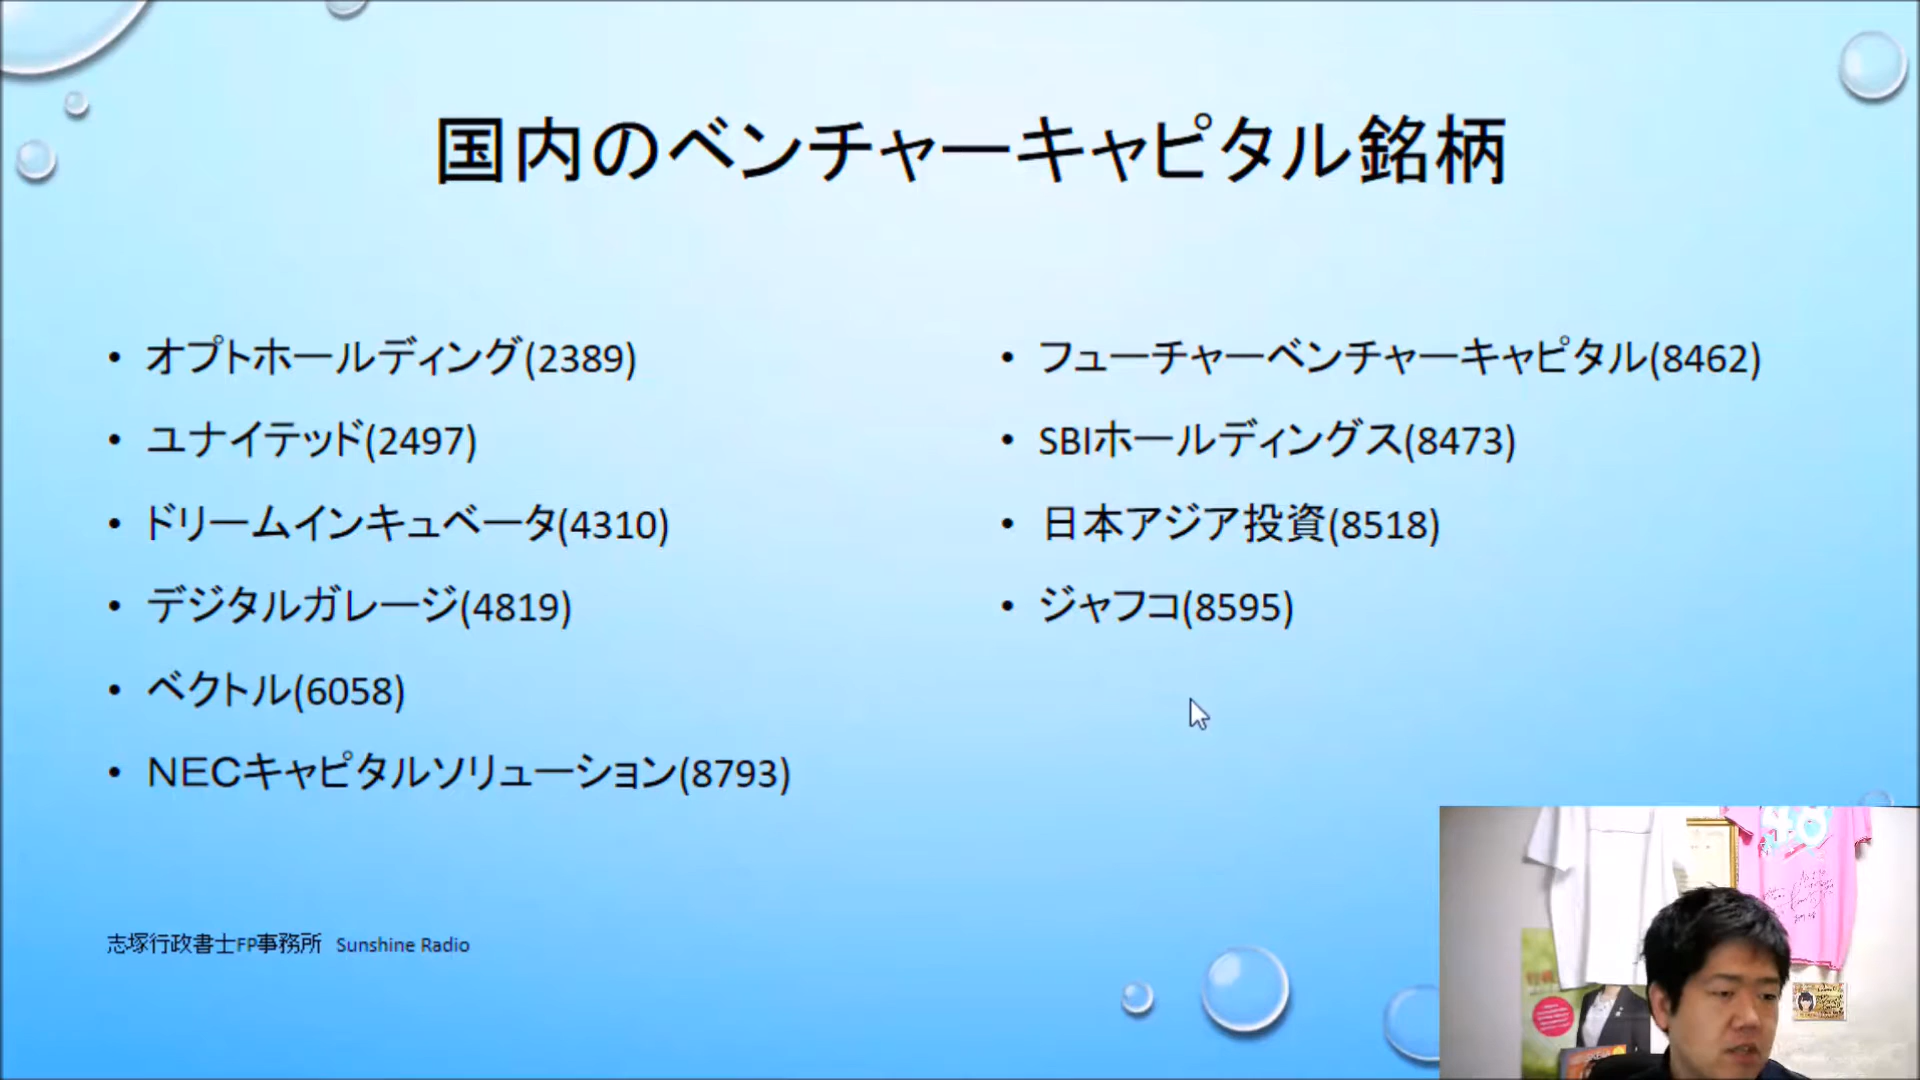 国内のベンチャーキャピタル銘柄
• オプトホールディング(2389)
• ユナイテッド(2497)
• ドリームインキュベータ(4310)
• デジタルガレージ(4819)
• ベクトル(6058)
• NECキャピタルソリューション(8793)
• フューチャーベンチャーキャピタル(8462)
• SBIホールディングス(8473)
• 日本アジア投資(8518)
• ジャフコ(8595)
志塚行政書士FP事務所 Sunshine Radio
48